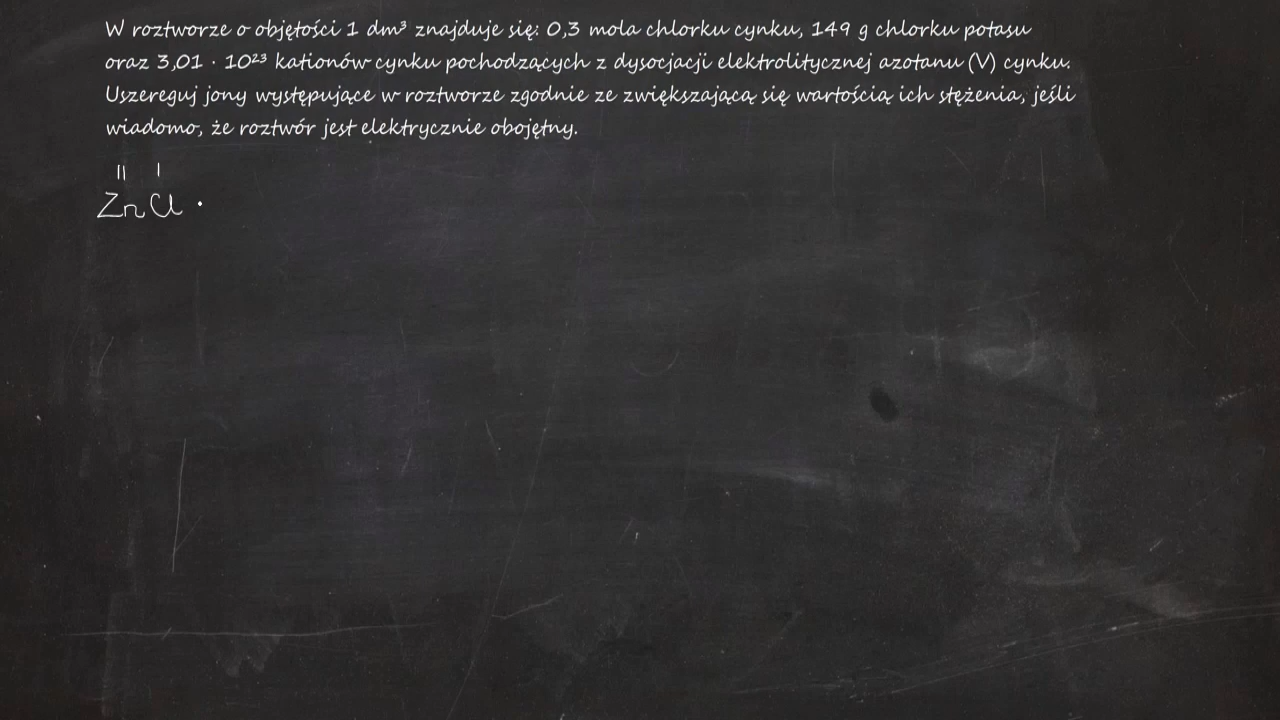 W roztworze o objętości 1 dm³ znajduje się: 0,3 mola chlorku cynku, 149 g chlorku potasu
oraz 3,01 · 10²³ kationów cynku pochodzących z dysocjacji elektrolitycznej azotanu (V) cynku.
Uszereguj jony występujące w roztworze zgodnie ze zwiększającą się wartością ich stężenia, jeśli
wiadomo, że roztwór jest elektrycznie obojętny.
II I
ZnCl